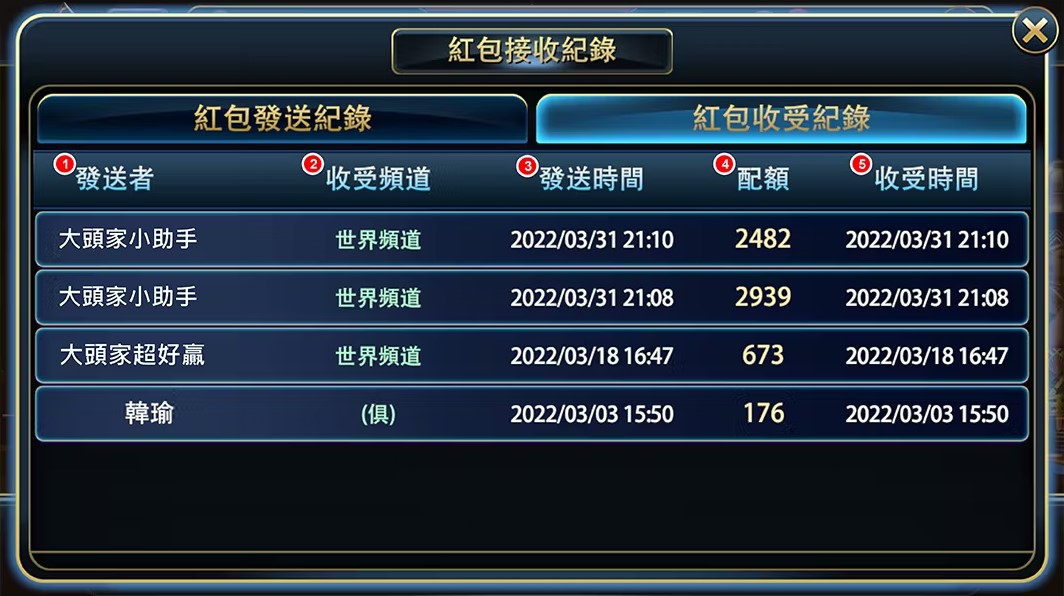 紅包接收紀錄
紅包發送紀錄 紅包收受紀錄
1 發送者 2 收受頻道 3 發送時間 4 配額 5 收受時間
大頭家小助手 世界頻道 2022/03/31 21:10 2482 2022/03/31 21:10
大頭家小助手 世界頻道 2022/03/31 21:08 2939 2022/03/31 21:08
大頭家超好贏 世界頻道 2022/03/18 16:47 673 2022/03/18 16:47
韓瑜 (俱) 2022/03/03 15:50 176 2022/03/03 15:50